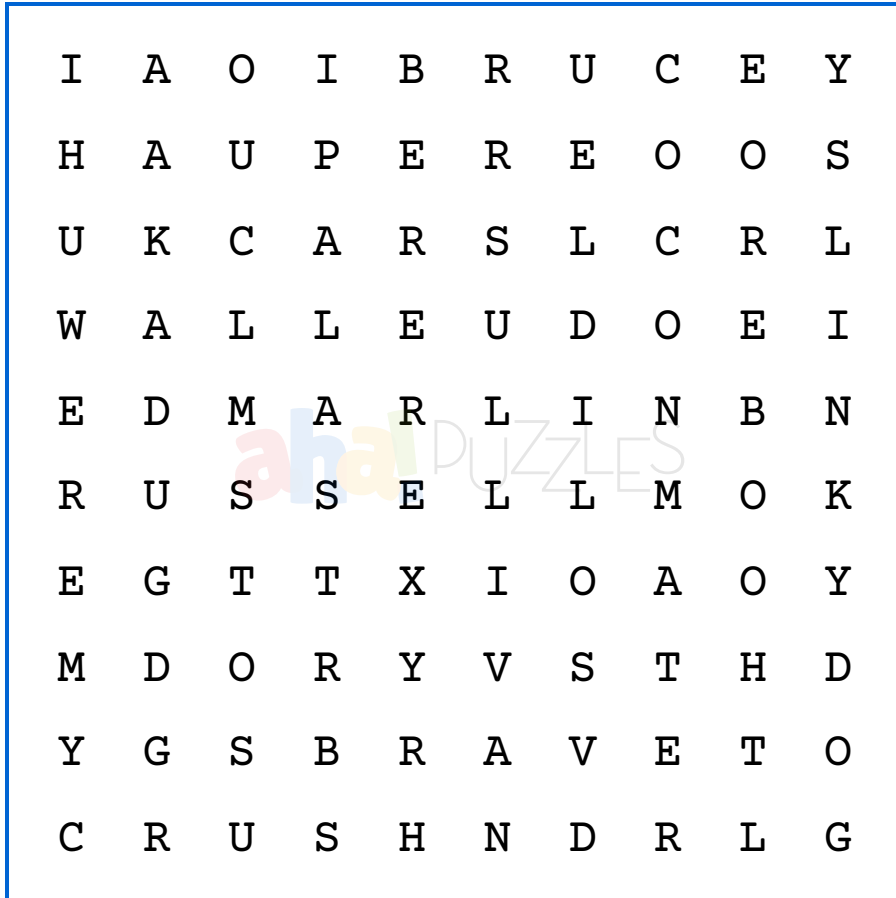 I A O I B R U C E Y
H A U P E R E O O S
U K C A R S L C R L
W A L L E U D O E I
E D M A R L I N B N
aha! PUZZLES
R U S S E L L M O K
E G T T X I O A O Y
M D O R Y V S T H D
Y G S B R A V E T O
C R U S H N D R L G